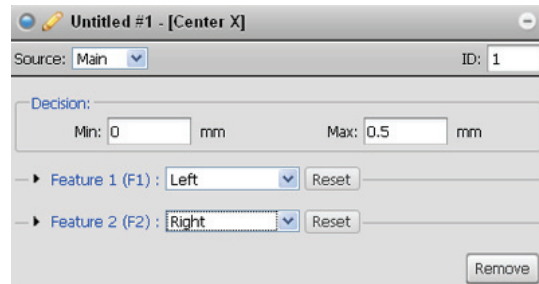 Untitled #1 - [Center X]
Source: Main ID: 1
Decision:
Min: 0 mm Max: 0.5 mm
Feature 1 (F1) : Left Reset
Feature 2 (F2) : Right Reset
Remove